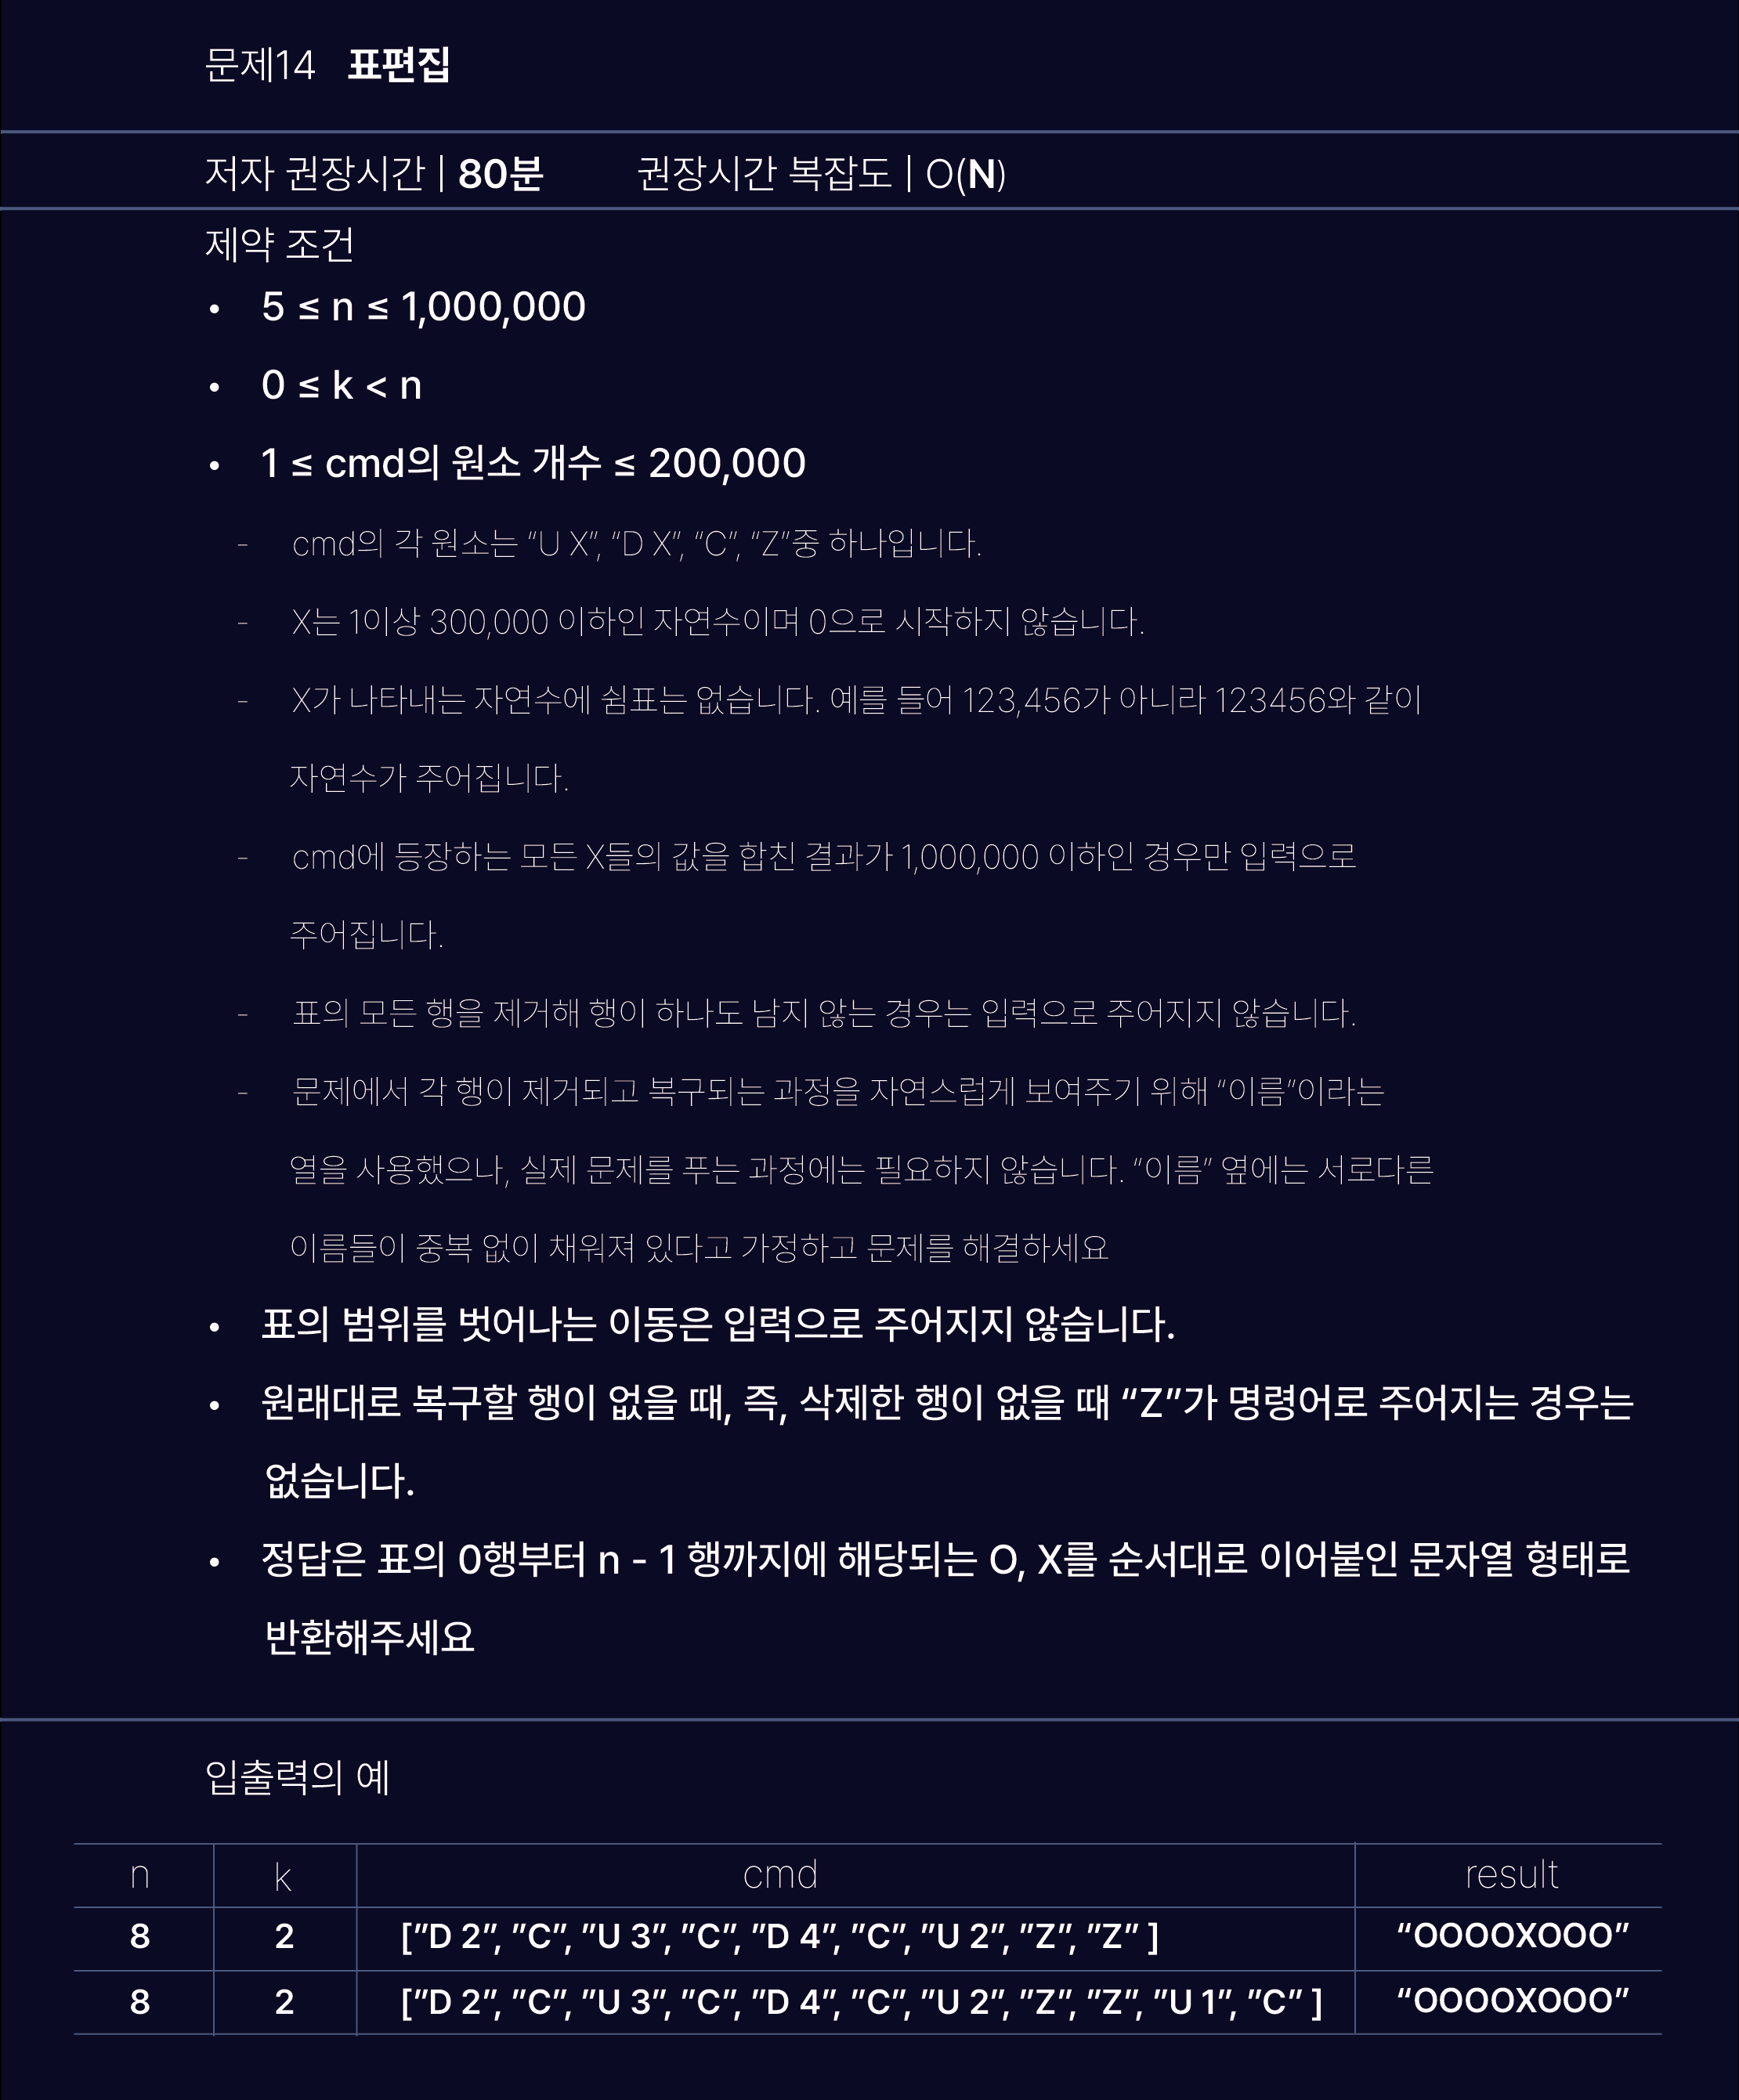 문제14 표편집
저자 권장시간 | 80분 권장시간 복잡도 | O(N)
제약 조건
• 5 ≤ n ≤ 1,000,000
• 0 ≤ k < n
• 1 ≤ cmd의 원소 개수 ≤ 200,000
- cmd의 각 원소는 “U X”, “D X”, “C”, “Z”중 하나입니다.
- X는 1이상 300,000 이하인 자연수이며 0으로 시작하지 않습니다.
- X가 나타내는 자연수에 쉼표는 없습니다. 예를 들어 123,456가 아니라 123456와 같이
자연수가 주어집니다.
- cmd에 등장하는 모든 X들의 값을 합친 결과가 1,000,000 이하인 경우만 입력으로
주어집니다.
- 표의 모든 행을 제거해 행이 하나도 남지 않는 경우는 입력으로 주어지지 않습니다.
- 문제에서 각 행이 제거되고 복구되는 과정을 자연스럽게 보여주기 위해 “이름”이라는
열을 사용했으나, 실제 문제를 푸는 과정에는 필요하지 않습니다. “이름” 옆에는 서로다른
이름들이 중복 없이 채워져 있다고 가정하고 문제를 해결하세요
• 표의 범위를 벗어나는 이동은 입력으로 주어지지 않습니다.
• 원래대로 복구할 행이 없을 때, 즉, 삭제한 행이 없을 때 “Z”가 명령어로 주어지는 경우는
없습니다.
• 정답은 표의 0행부터 n - 1 행까지에 해당되는 O, X를 순서대로 이어붙인 문자열 형태로
반환해주세요
입출력의 예
n k cmd result
8 2 [”D 2”, ”C”, ”U 3”, ”C”, ”D 4”, ”C”, ”U 2”, ”Z”, ”Z” ] “OOOOXOOO”
8 2 [”D 2”, ”C”, ”U 3”, ”C”, ”D 4”, ”C”, ”U 2”, ”Z”, ”Z”, ”U 1”, ”C” ] “OOOOXOOO”